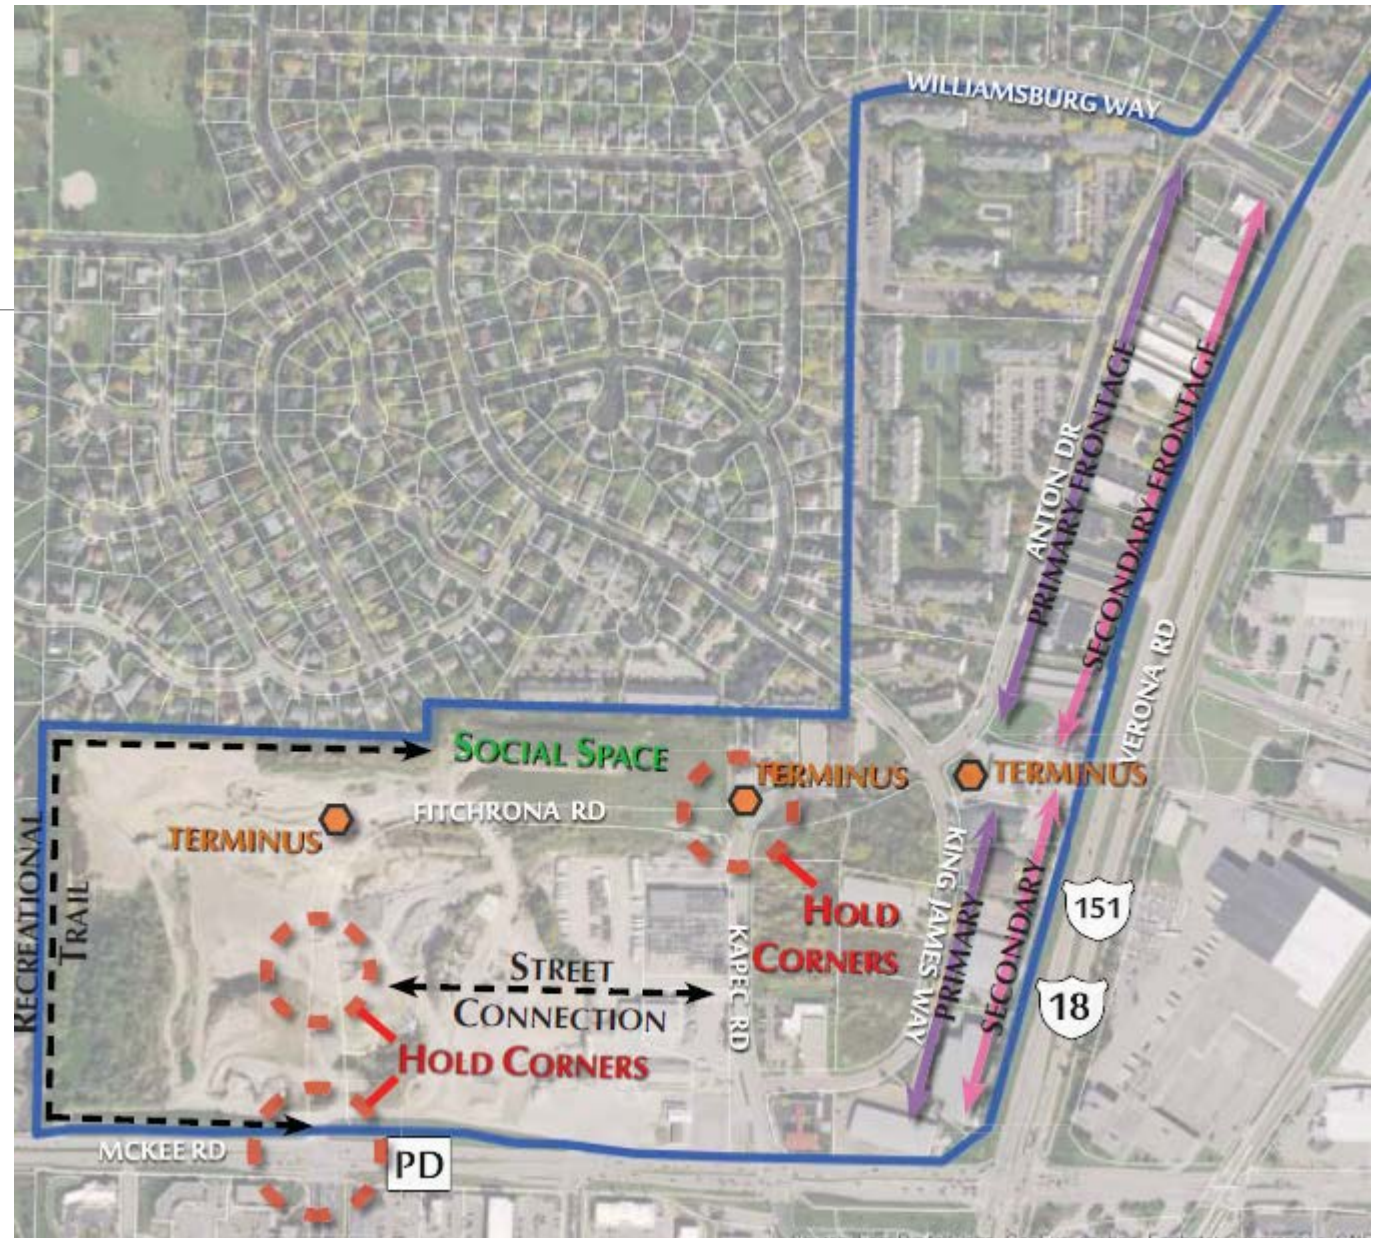 WILLIAMSBURG WAY
ANTON DR
PRIMARY FRONTAGE
SECONDARY FRONTAGE
VERONA RD
SOCIAL SPACE
TERMINUS
TERMINUS
FITCHRONA RD
TERMINUS
RECREATIONAL
TRAIL
KING JAMES WAY
PRIMARY
SECONDARY
151
HOLD
CORNERS
KAPEC RD
STREET
CONNECTION
18
HOLD CORNERS
MCKEE RD
PD